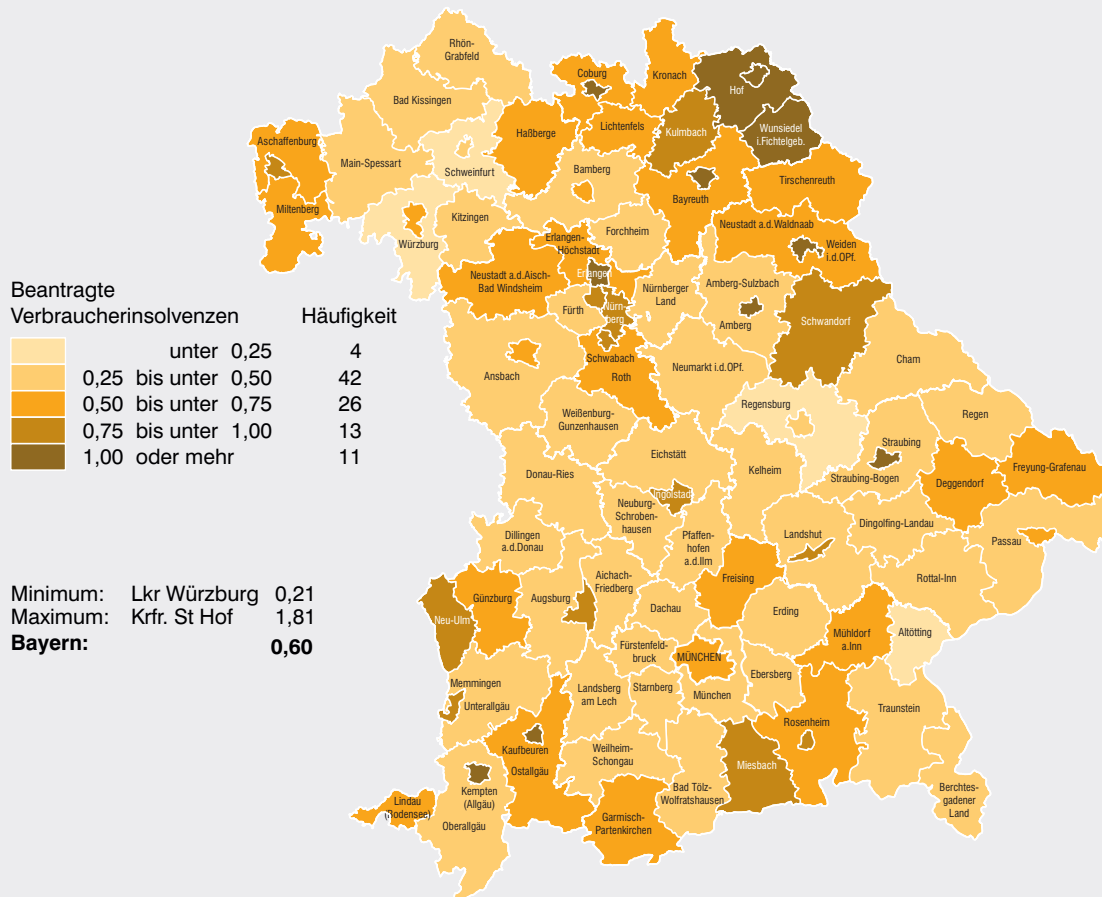 Rhön-
Grabfeld
Bad Kissingen
Coburg
Kronach
Hof
Lichtenfels
Kulmbach
Wunsiedel
i.Fichtelgeb.
Haßberge
Aschaffenburg
Main-Spessart
Schweinfurt
Bamberg
Bayreuth
Tirschenreuth
Miltenberg
Würzburg
Kitzingen
Forchheim
Erlangen-
Höchstadt
Neustadt a.d.Waldnaab
Weiden
i.d.OPf.
Neustadt a.d.Aisch-
Bad Windsheim
Erlangen
Fürth
Nürn-
berg
Nürnberger
Land
Amberg-Sulzbach
Amberg
Schwandorf
Ansbach
Schwabach
Roth
Neumarkt i.d.OPf.
Cham
Weißenburg-
Gunzenhausen
Regensburg
Regen
Straubing
Straubing-Bogen
Eichstätt
Kelheim
Deggendorf
Freyung-Grafenau
Donau-Ries
Ingolstadt
Neuburg-
Schroben-
hausen
Pfaffen-
hofen
a.d.Ilm
Landshut
Dingolfing-Landau
Passau
Dillingen
a.d.Donau
Aichach-
Friedberg
Freising
Rottal-Inn
Günzburg
Augsburg
Neu-Ulm
Dachau
Erding
Mühldorf
a.Inn
Altötting
Fürstenfeld-
bruck
MÜNCHEN
Ebersberg
München
Starnberg
Landsberg
am Lech
Memmingen
Unterallgäu
Traunstein
Rosenheim
Kaufbeuren
Ostallgäu
Weilheim-
Schongau
Bad Tölz-
Wolfratshausen
Miesbach
Berchtes-
gadener
Land
Kempten
(Allgäu)
Oberallgäu
Lindau
(Bodensee)
Garmisch-
Partenkirchen
Beantragte
Verbraucherinsolvenzen Häufigkeit
unter 0,25 4
0,25 bis unter 0,50 42
0,50 bis unter 0,75 26
0,75 bis unter 1,00 13
1,00 oder mehr 11
Minimum: Lkr Würzburg 0,21
Maximum: Krfr. St Hof 1,81
Bayern: 0,60